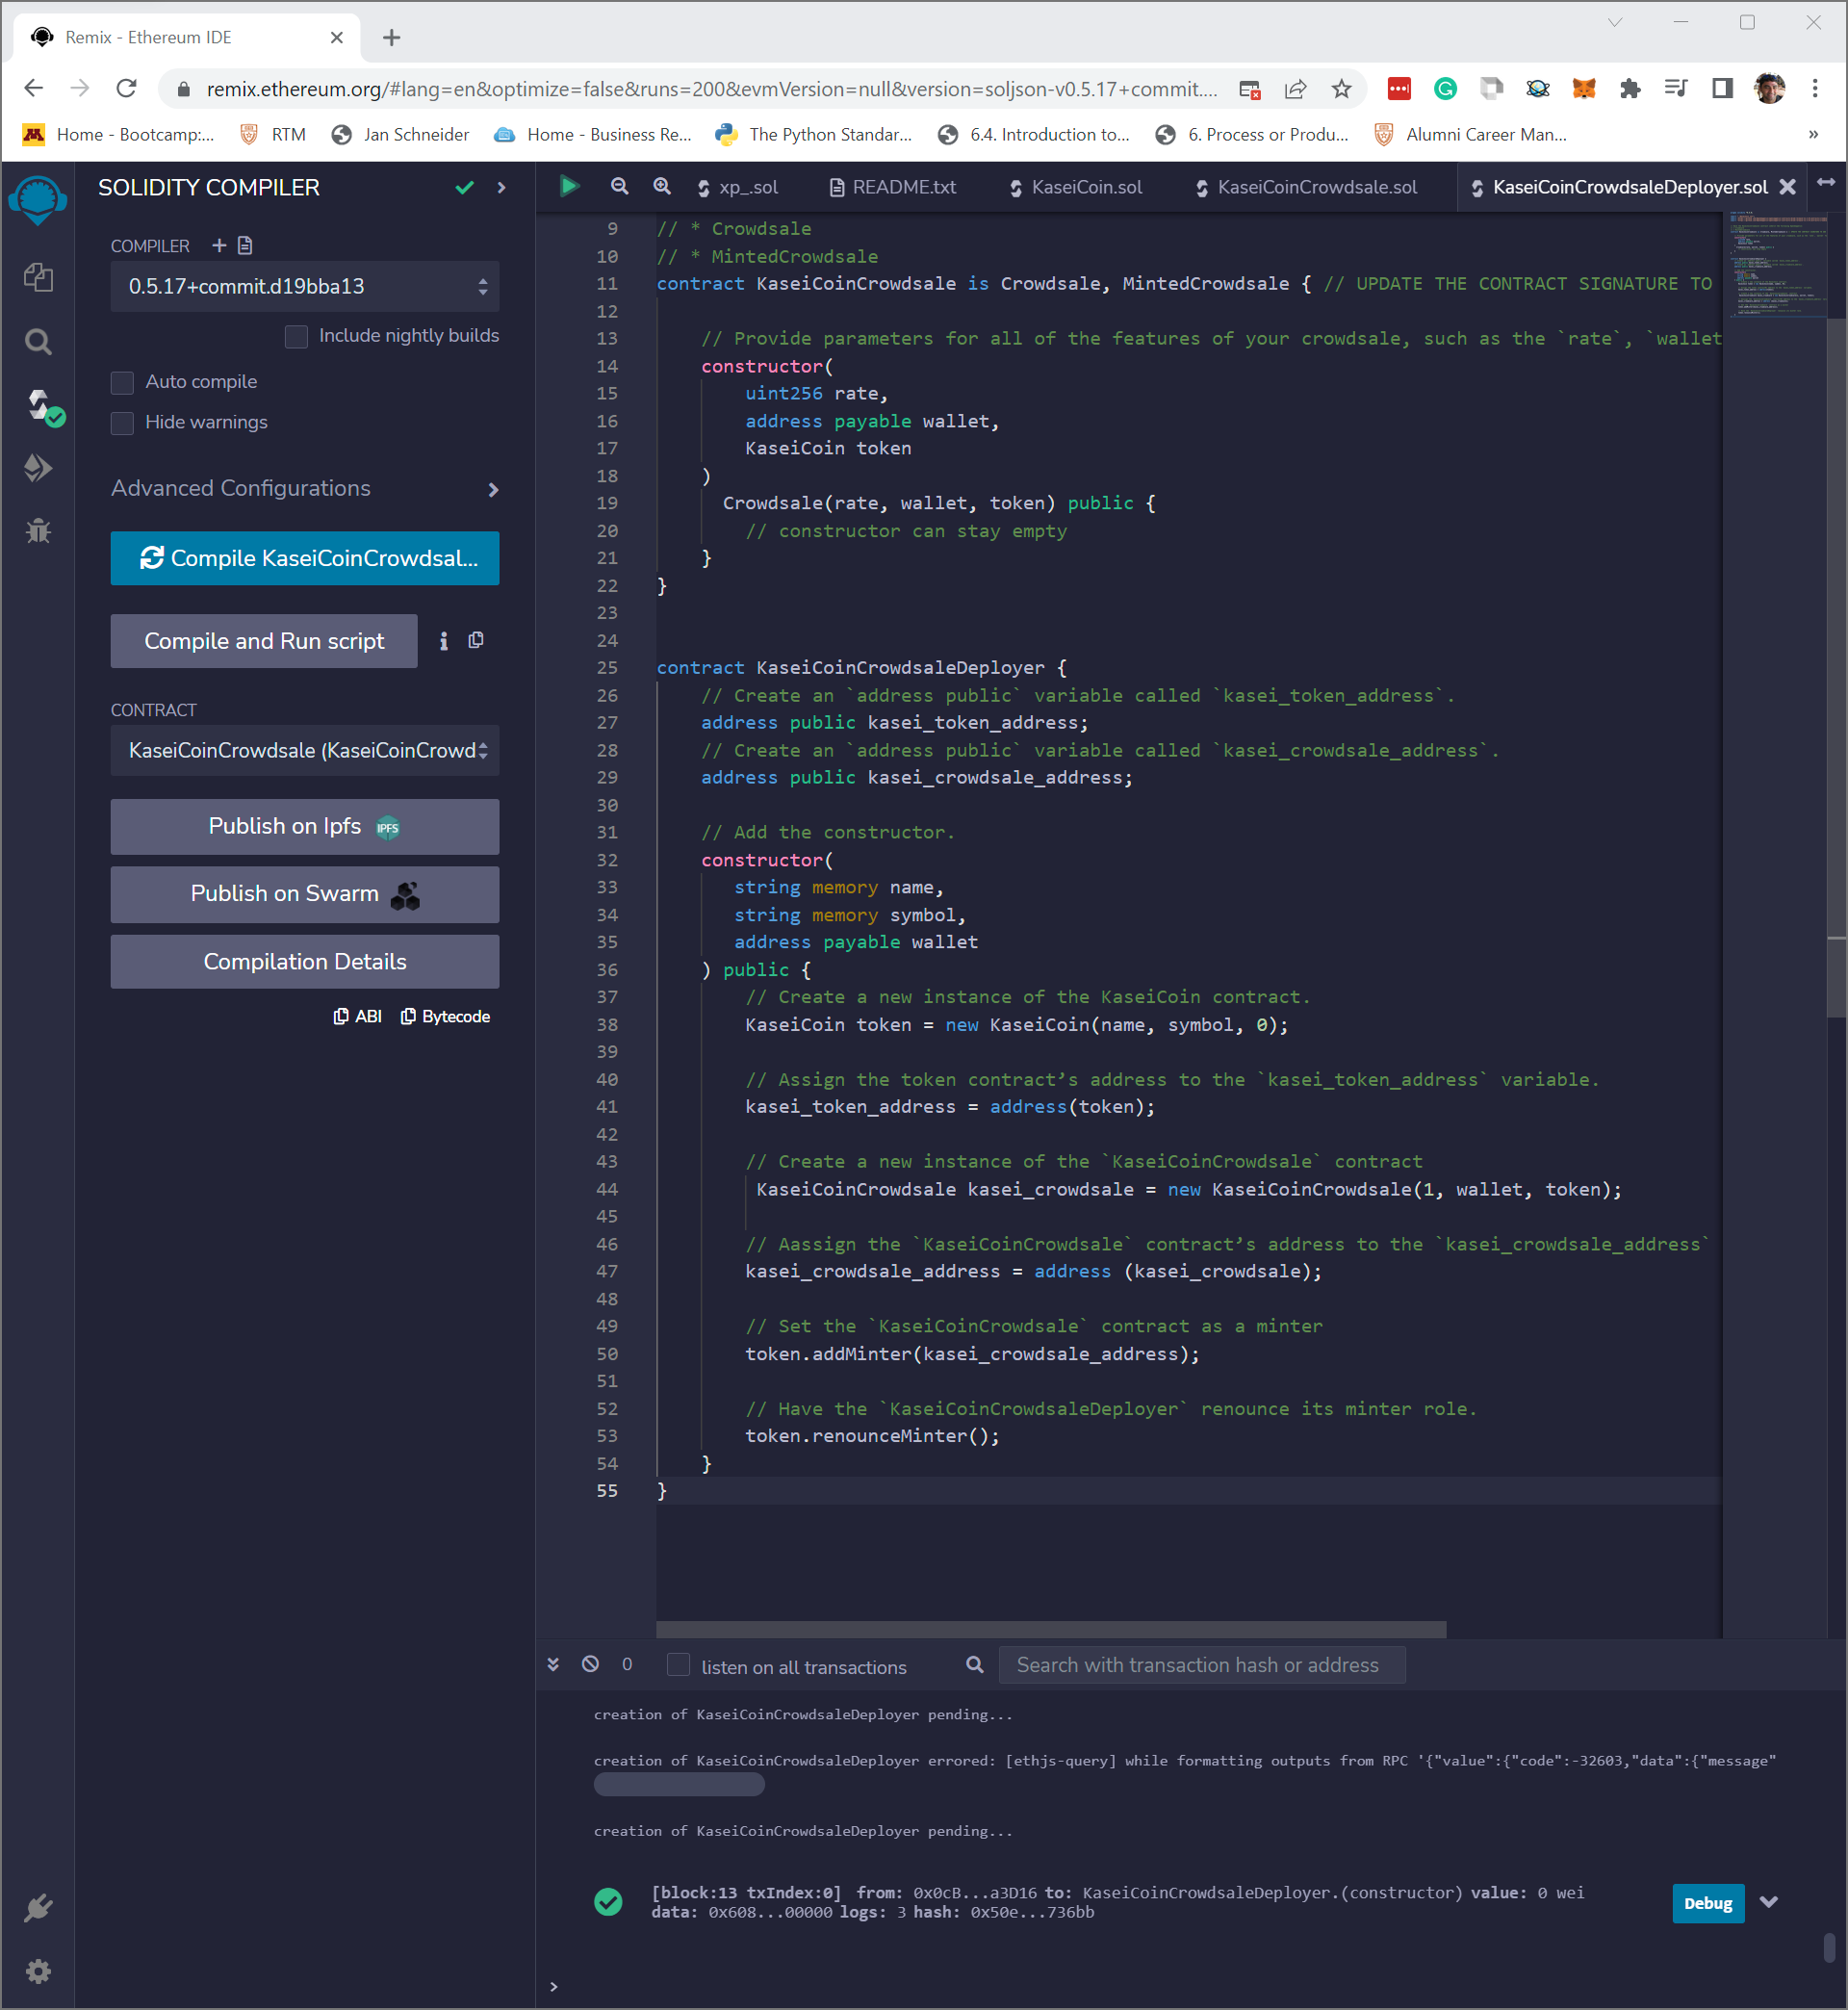 Remix - Ethereum IDE
remix.ethereum.org/#lang=en&optimize=false&runs=200&evmVersion=null&version=soljson-v0.5.17+commit....
Home - Bootcamp:...
RTM
Jan Schneider
Home - Business Re...
The Python Standar...
6.4. Introduction to...
6. Process or Produ...
Alumni Career Man...
»
SOLIDITY COMPILER
COMPILER
0.5.17+commit.d19bba13
Include nightly builds
Auto compile
Hide warnings
Advanced Configurations
Compile KaseiCoinCrowdsal...
Compile and Run script
CONTRACT
KaseiCoinCrowdsale (KaseiCoinCrowd
Publish on Ipfs IPFS
Publish on Swarm
Compilation Details
ABI Bytecode
xp_.sol
README.txt
KaseiCoin.sol
KaseiCoinCrowdsale.sol
KaseiCoinCrowdsaleDeployer.sol
9 // * Crowdsale
10 // * MintedCrowdsale
11 contract KaseiCoinCrowdsale is Crowdsale, MintedCrowdsale { // UPDATE THE CONTRACT SIGNATURE TO
12
13 // Provide parameters for all of the features of your crowdsale, such as the `rate`, `wallet
14 constructor(
15 uint256 rate,
16 address payable wallet,
17 KaseiCoin token
18 )
19 Crowdsale(rate, wallet, token) public {
20 // constructor can stay empty
21 }
22 }
23
24
25 contract KaseiCoinCrowdsaleDeployer {
26 // Create an `address public` variable called `kasei_token_address`.
27 address public kasei_token_address;
28 // Create an `address public` variable called `kasei_crowdsale_address`.
29 address public kasei_crowdsale_address;
30
31 // Add the constructor.
32 constructor(
33 string memory name,
34 string memory symbol,
35 address payable wallet
36 ) public {
37 // Create a new instance of the KaseiCoin contract.
38 KaseiCoin token = new KaseiCoin(name, symbol, 0);
39
40 // Assign the token contract’s address to the `kasei_token_address` variable.
41 kasei_token_address = address(token);
42
43 // Create a new instance of the `KaseiCoinCrowdsale` contract
44 KaseiCoinCrowdsale kasei_crowdsale = new KaseiCoinCrowdsale(1, wallet, token);
45
46 // Aassign the `KaseiCoinCrowdsale` contract’s address to the `kasei_crowdsale_address`
47 kasei_crowdsale_address = address (kasei_crowdsale);
48
49 // Set the `KaseiCoinCrowdsale` contract as a minter
50 token.addMinter(kasei_crowdsale_address);
51
52 // Have the `KaseiCoinCrowdsaleDeployer` renounce its minter role.
53 token.renounceMinter();
54 }
55 }
0
listen on all transactions
Search with transaction hash or address
creation of KaseiCoinCrowdsaleDeployer pending...
creation of KaseiCoinCrowdsaleDeployer errored: [ethjs-query] while formatting outputs from RPC '{"value":{"code":-32603,"data":{"message"
creation of KaseiCoinCrowdsaleDeployer pending...
[block:13 txIndex:0] from: 0x0cB...a3D16 to: KaseiCoinCrowdsaleDeployer.(constructor) value: 0 wei
data: 0x608...00000 logs: 3 hash: 0x50e...736bb
Debug
>